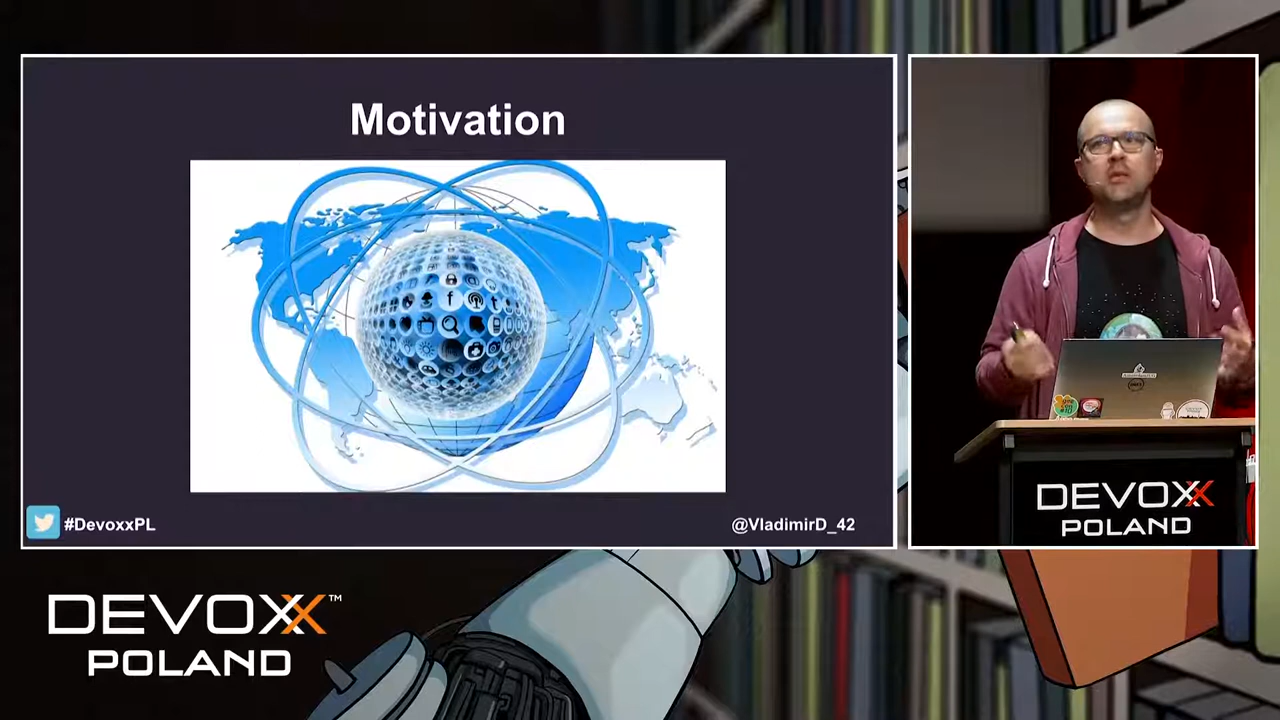 Motivation
#DevoxxPL
@VladimirD_42
DEVOXX
POLAND
DEVOXX™
POLAND